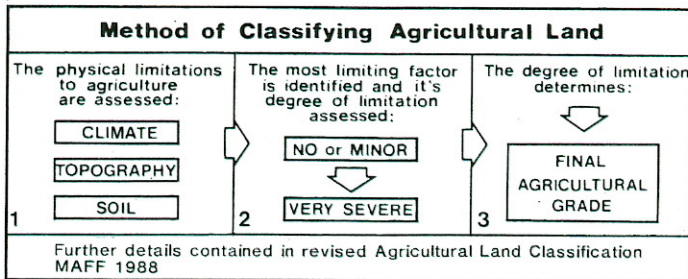 Method of Classifying Agricultural Land
The physical limitations
to agriculture
are assessed:
CLIMATE
TOPOGRAPHY
SOIL
1
The most limiting factor
is identified and it's
degree of limitation
assessed:
NO or MINOR
VERY SEVERE
2
The degree of limitation
determines:
FINAL
AGRICULTURAL
GRADE
3
Further details contained in revised Agricultural Land Classification
MAFF 1988